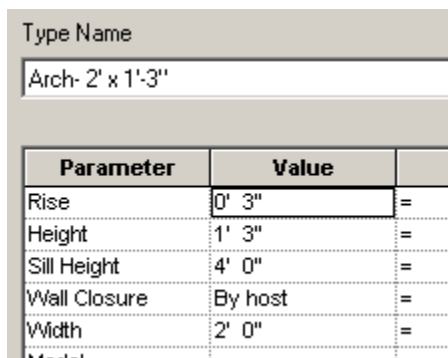 Type Name
Arch- 2' x 1'-3"
Parameter Value
Rise 0' 3" =
Height 1' 3" =
Sill Height 4' 0" =
Wall Closure By host =
Width 2' 0" =
Model